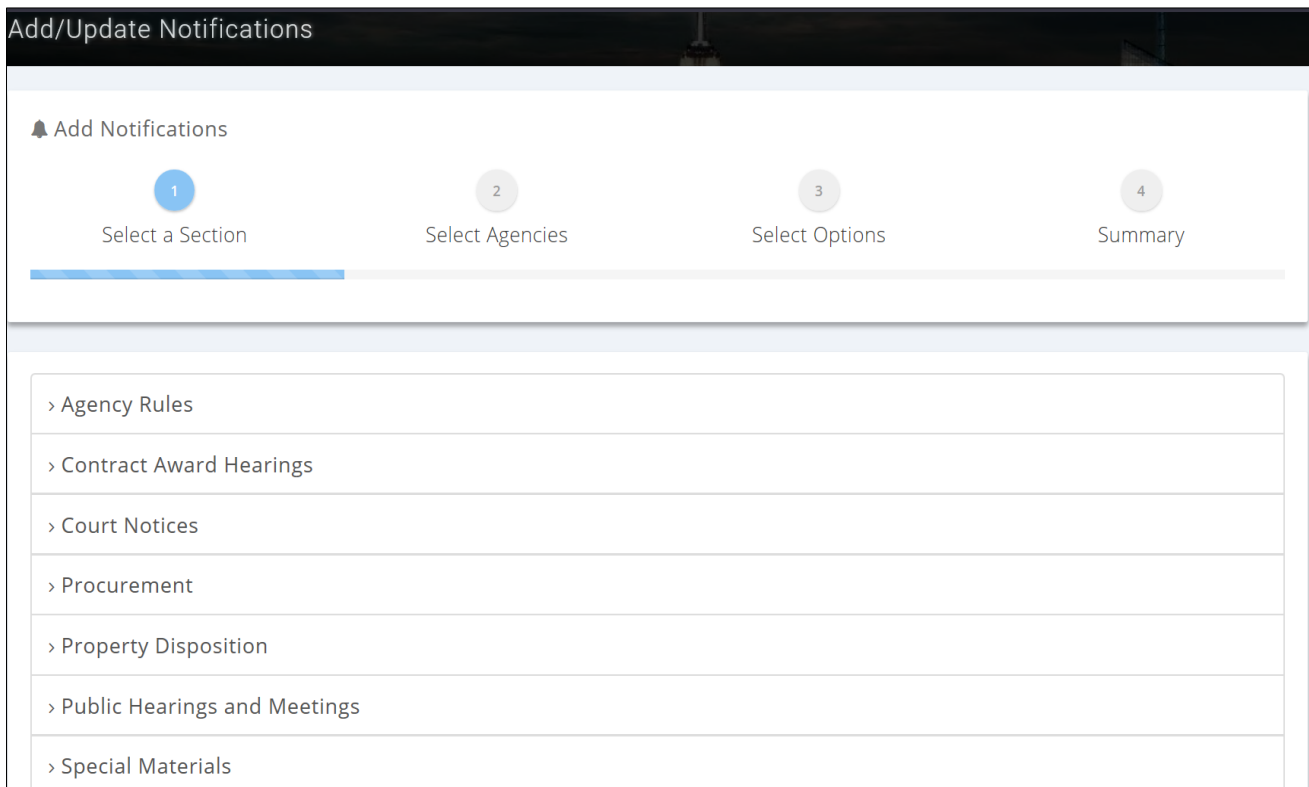 Add/Update Notifications
Add Notifications
1 2 3 4
Select a Section Select Agencies Select Options Summary
› Agency Rules
› Contract Award Hearings
› Court Notices
› Procurement
› Property Disposition
› Public Hearings and Meetings
› Special Materials